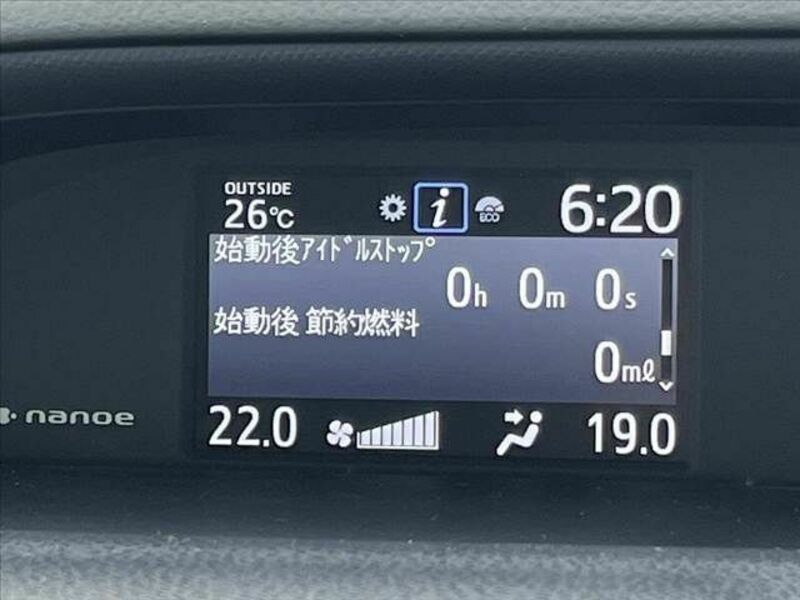 OUTSIDE
26℃
i
ECO
6:20
始動後アイドルストップ
0h 0m 0s
始動後 節約燃料
0mℓ
nanoe
22.0
19.0